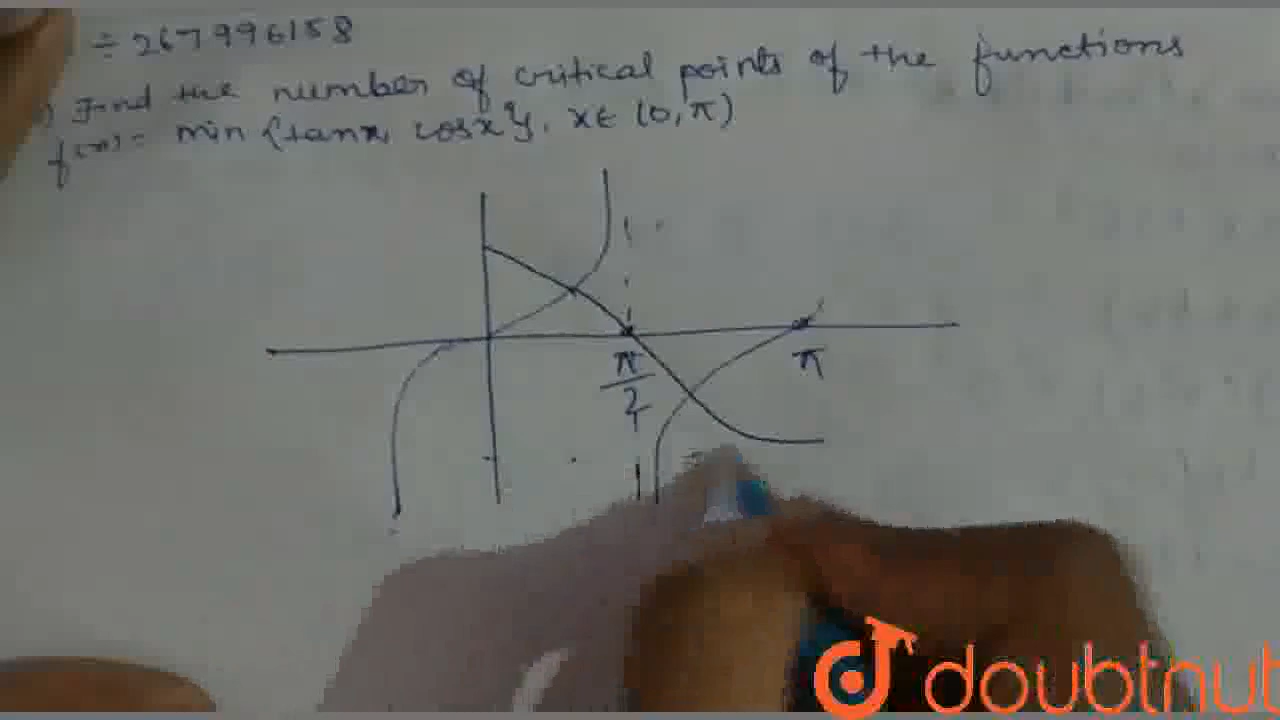 ÷ 267996158
) Find the number of critical points of the functions
f(x) = min {tanx, cosx}, x ∈ (0, π)
π/2
π
doubtnut